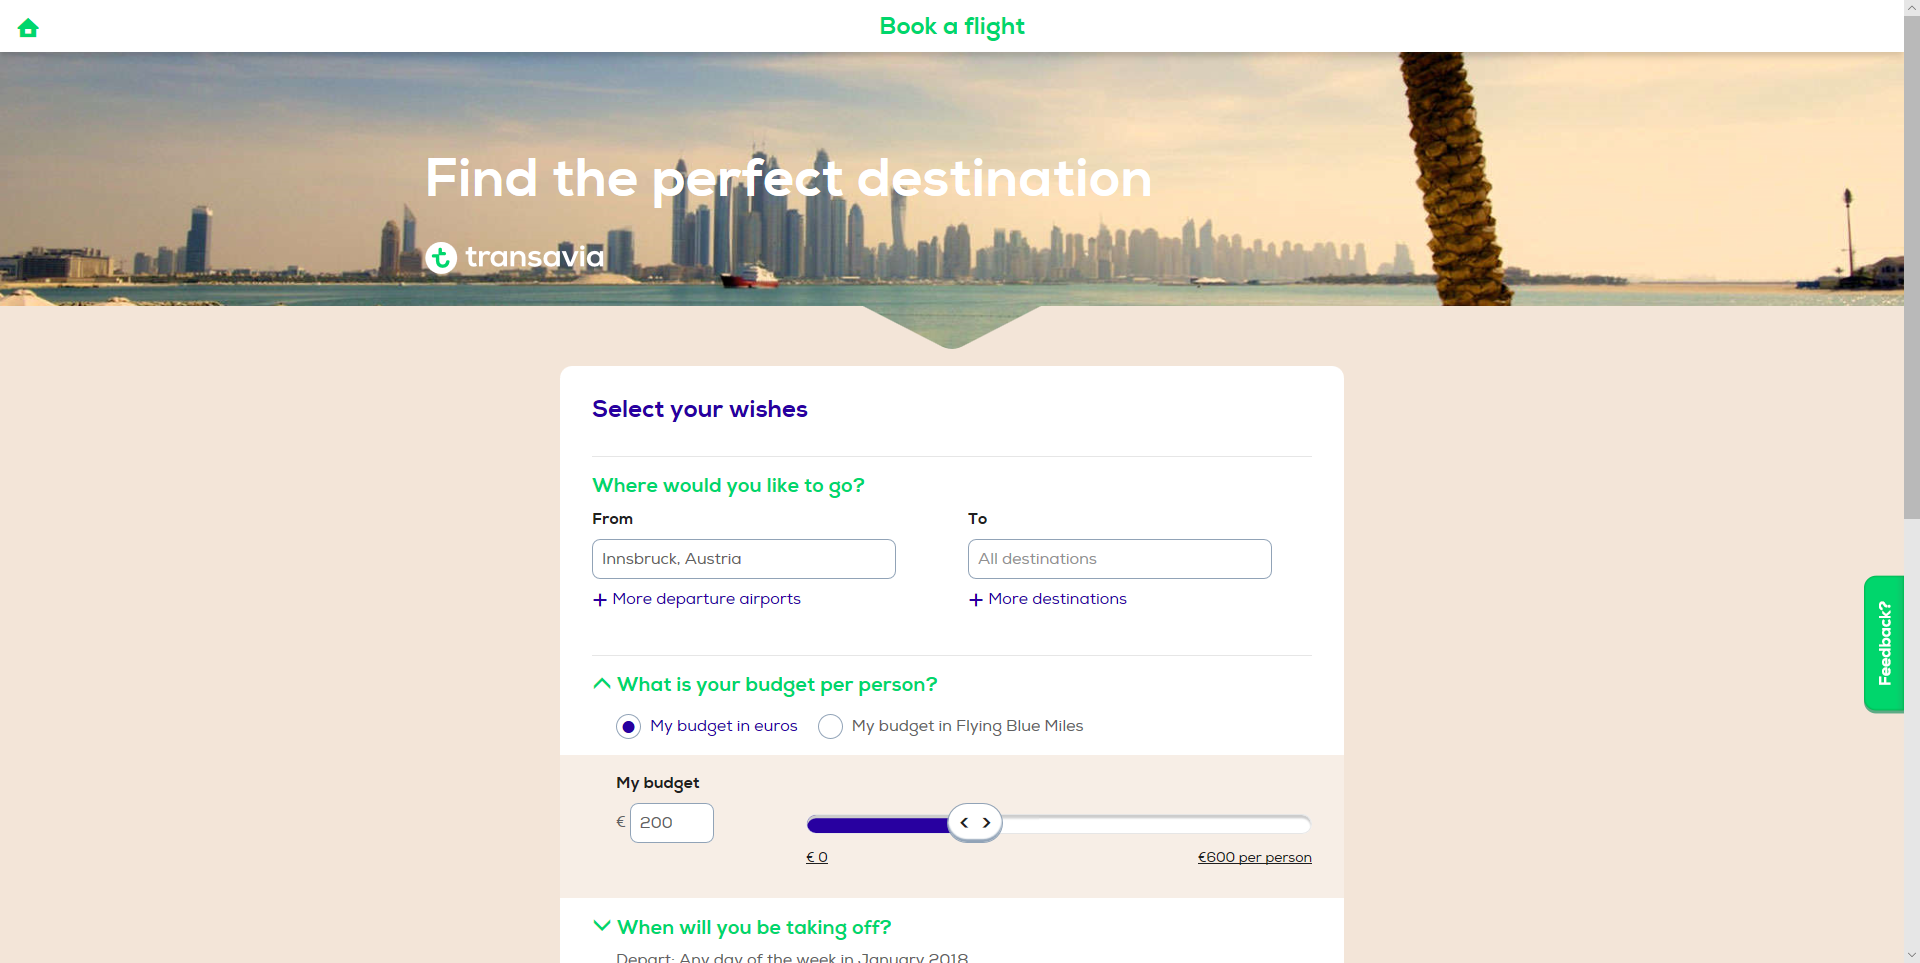 Book a flight
Find the perfect destination
transavia
Select your wishes
Where would you like to go?
From
To
Innsbruck, Austria
All destinations
+ More departure airports
+ More destinations
What is your budget per person?
My budget in euros
My budget in Flying Blue Miles
My budget
€ 200
€ 0
€600 per person
When will you be taking off?
Depart: Any day of the week in January 2018
Feedback?